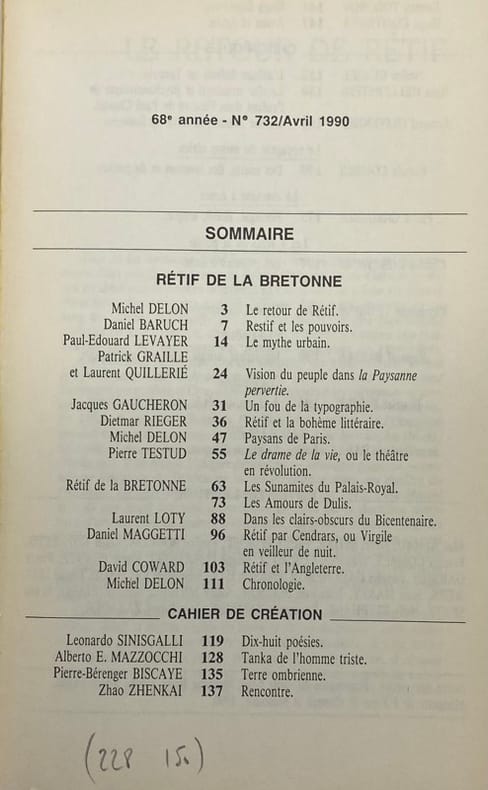 68e année - N° 732/Avril 1990
SOMMAIRE
RÉTIF DE LA BRETONNE
Michel DELON 3 Le retour de Rétif.
Daniel BARUCH 7 Restif et les pouvoirs.
Paul-Edouard LEVAYER 14 Le mythe urbain.
Patrick GRAILLE
et Laurent QUILLERIÉ 24 Vision du peuple dans la Paysanne
pervertie.
Jacques GAUCHERON 31 Un fou de la typographie.
Dietmar RIEGER 36 Rétif et la bohème littéraire.
Michel DELON 47 Paysans de Paris.
Pierre TESTUD 55 Le drame de la vie, ou le théâtre
en révolution.
Rétif de la BRETONNE 63 Les Sunamites du Palais-Royal.
73 Les Amours de Dulis.
Laurent LOTY 88 Dans les clairs-obscurs du Bicentenaire.
Daniel MAGGETTI 96 Rétif par Cendrars, ou Virgile
en veilleur de nuit.
David COWARD 103 Rétif et l'Angleterre.
Michel DELON 111 Chronologie.
CAHIER DE CRÉATION
Leonardo SINISGALLI 119 Dix-huit poésies.
Alberto E. MAZZOCCHI 128 Tanka de l'homme triste.
Pierre-Bérenger BISCAYE 135 Terre ombrienne.
Zhao ZHENKAI 137 Rencontre.
(228